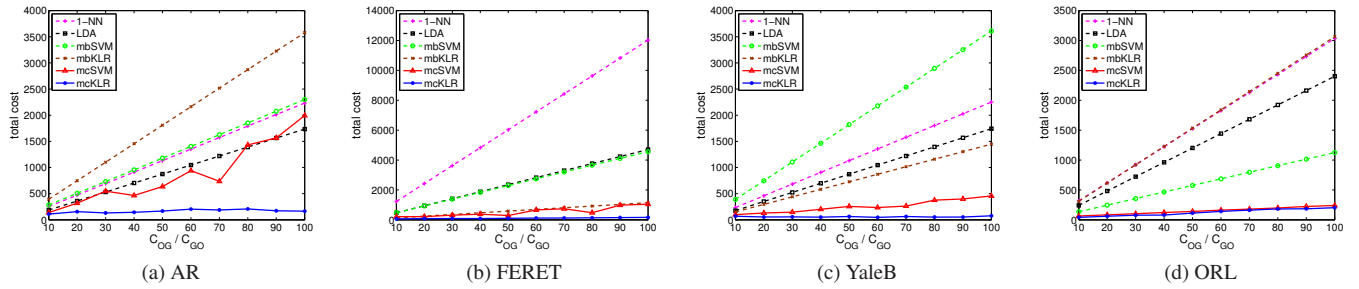 4000
3500
3000
2500
2000
1500
1000
500
0
total cost
1-NN
LDA
mbSVM
mbKLR
mcSVM
mcKLR
10 20 30 40 50 60 70 80 90 100
C_OG / C_GO
(a) AR
14000
12000
10000
8000
6000
4000
2000
0
total cost
1-NN
LDA
mbSVM
mbKLR
mcSVM
mcKLR
10 20 30 40 50 60 70 80 90 100
C_OG / C_GO
(b) FERET
4000
3500
3000
2500
2000
1500
1000
500
0
total cost
1-NN
LDA
mbSVM
mbKLR
mcSVM
mcKLR
10 20 30 40 50 60 70 80 90 100
C_OG / C_GO
(c) YaleB
3500
3000
2500
2000
1500
1000
500
0
total cost
1-NN
LDA
mbSVM
mbKLR
mcSVM
mcKLR
10 20 30 40 50 60 70 80 90 100
C_OG / C_GO
(d) ORL